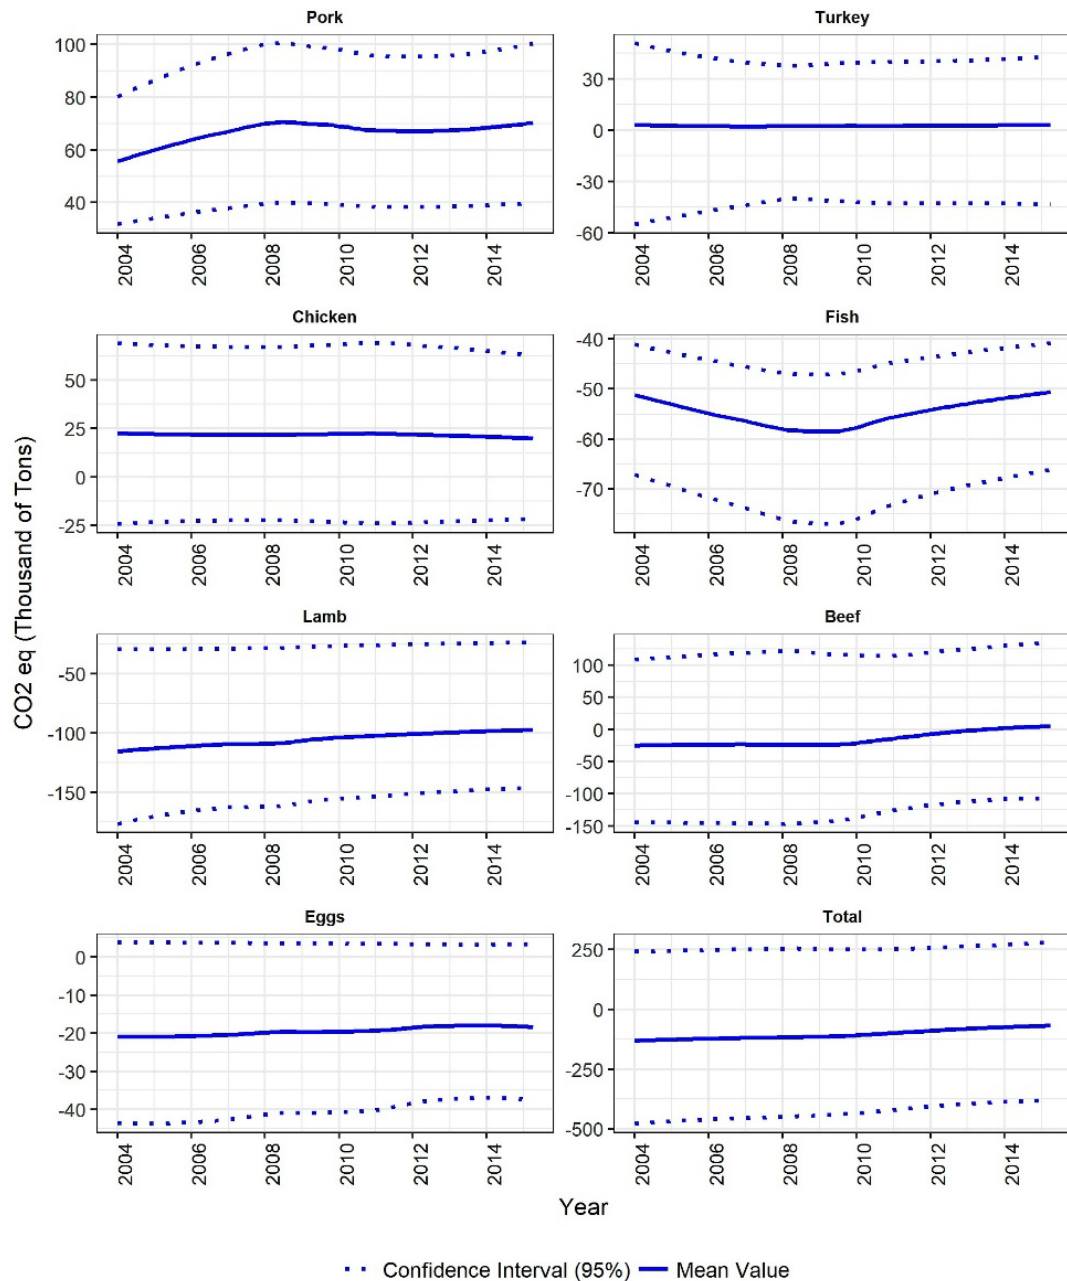 Pork
Turkey
100
80
60
40
30
0
-30
-60
2004 2006 2008 2010 2012 2014
2004 2006 2008 2010 2012 2014
Chicken
Fish
50
25
0
-25
-40
-50
-60
-70
2004 2006 2008 2010 2012 2014
2004 2006 2008 2010 2012 2014
CO2 eq (Thousand of Tons)
Lamb
Beef
-50
-100
-150
100
50
0
-50
-100
-150
2004 2006 2008 2010 2012 2014
2004 2006 2008 2010 2012 2014
Eggs
Total
0
-10
-20
-30
-40
250
0
-250
-500
2004 2006 2008 2010 2012 2014
2004 2006 2008 2010 2012 2014
Year
Confidence Interval (95%) Mean Value